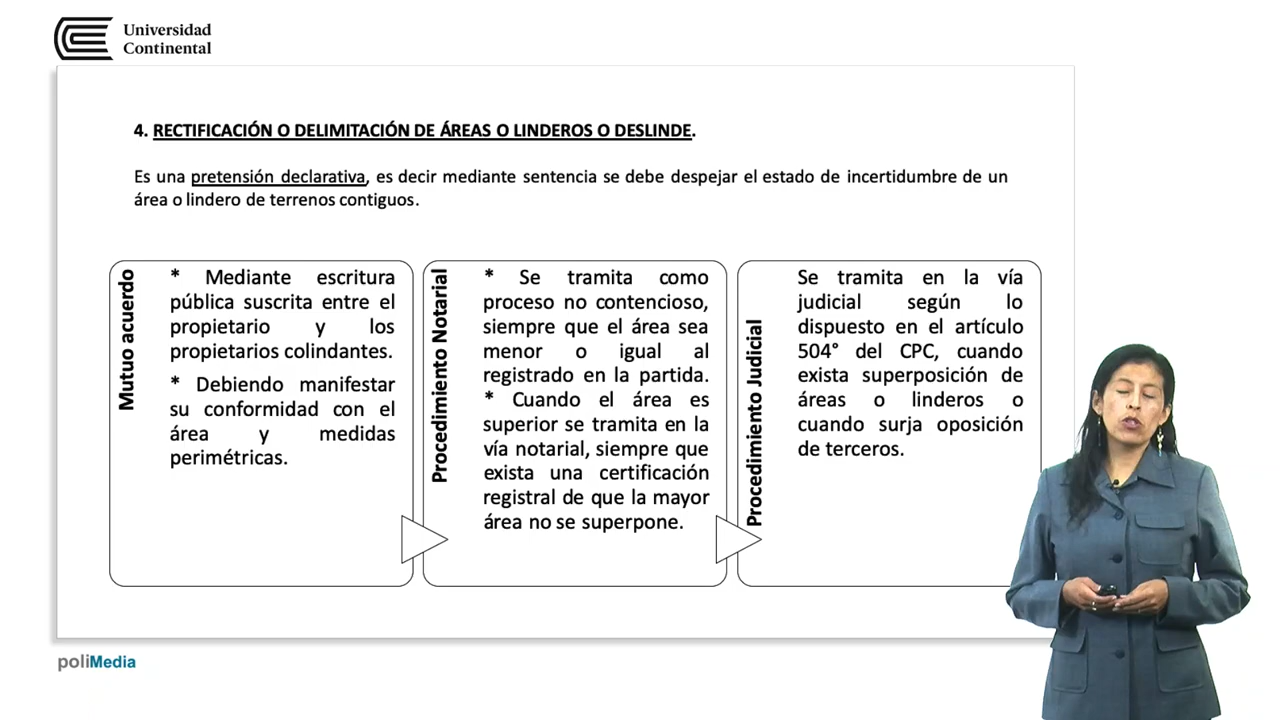 Universidad
Continental
4. RECTIFICACIÓN O DELIMITACIÓN DE ÁREAS O LINDEROS O DESLINDE.
Es una pretensión declarativa, es decir mediante sentencia se debe despejar el estado de incertidumbre de un
área o lindero de terrenos contiguos.
Mutuo acuerdo
* Mediante escritura
pública suscrita entre el
propietario y los
propietarios colindantes.
* Debiendo manifestar
su conformidad con el
área y medidas
perimétricas.
Procedimiento Notarial
* Se tramita como
proceso no contencioso,
siempre que el área sea
menor o igual al
registrado en la partida.
* Cuando el área es
superior se tramita en la
vía notarial, siempre que
exista una certificación
registral de que la mayor
área no se superpone.
Procedimiento Judicial
Se tramita en la vía
judicial según lo
dispuesto en el artículo
504° del CPC, cuando
exista superposición de
áreas o linderos o
cuando surja oposición
de terceros.
poliMedia